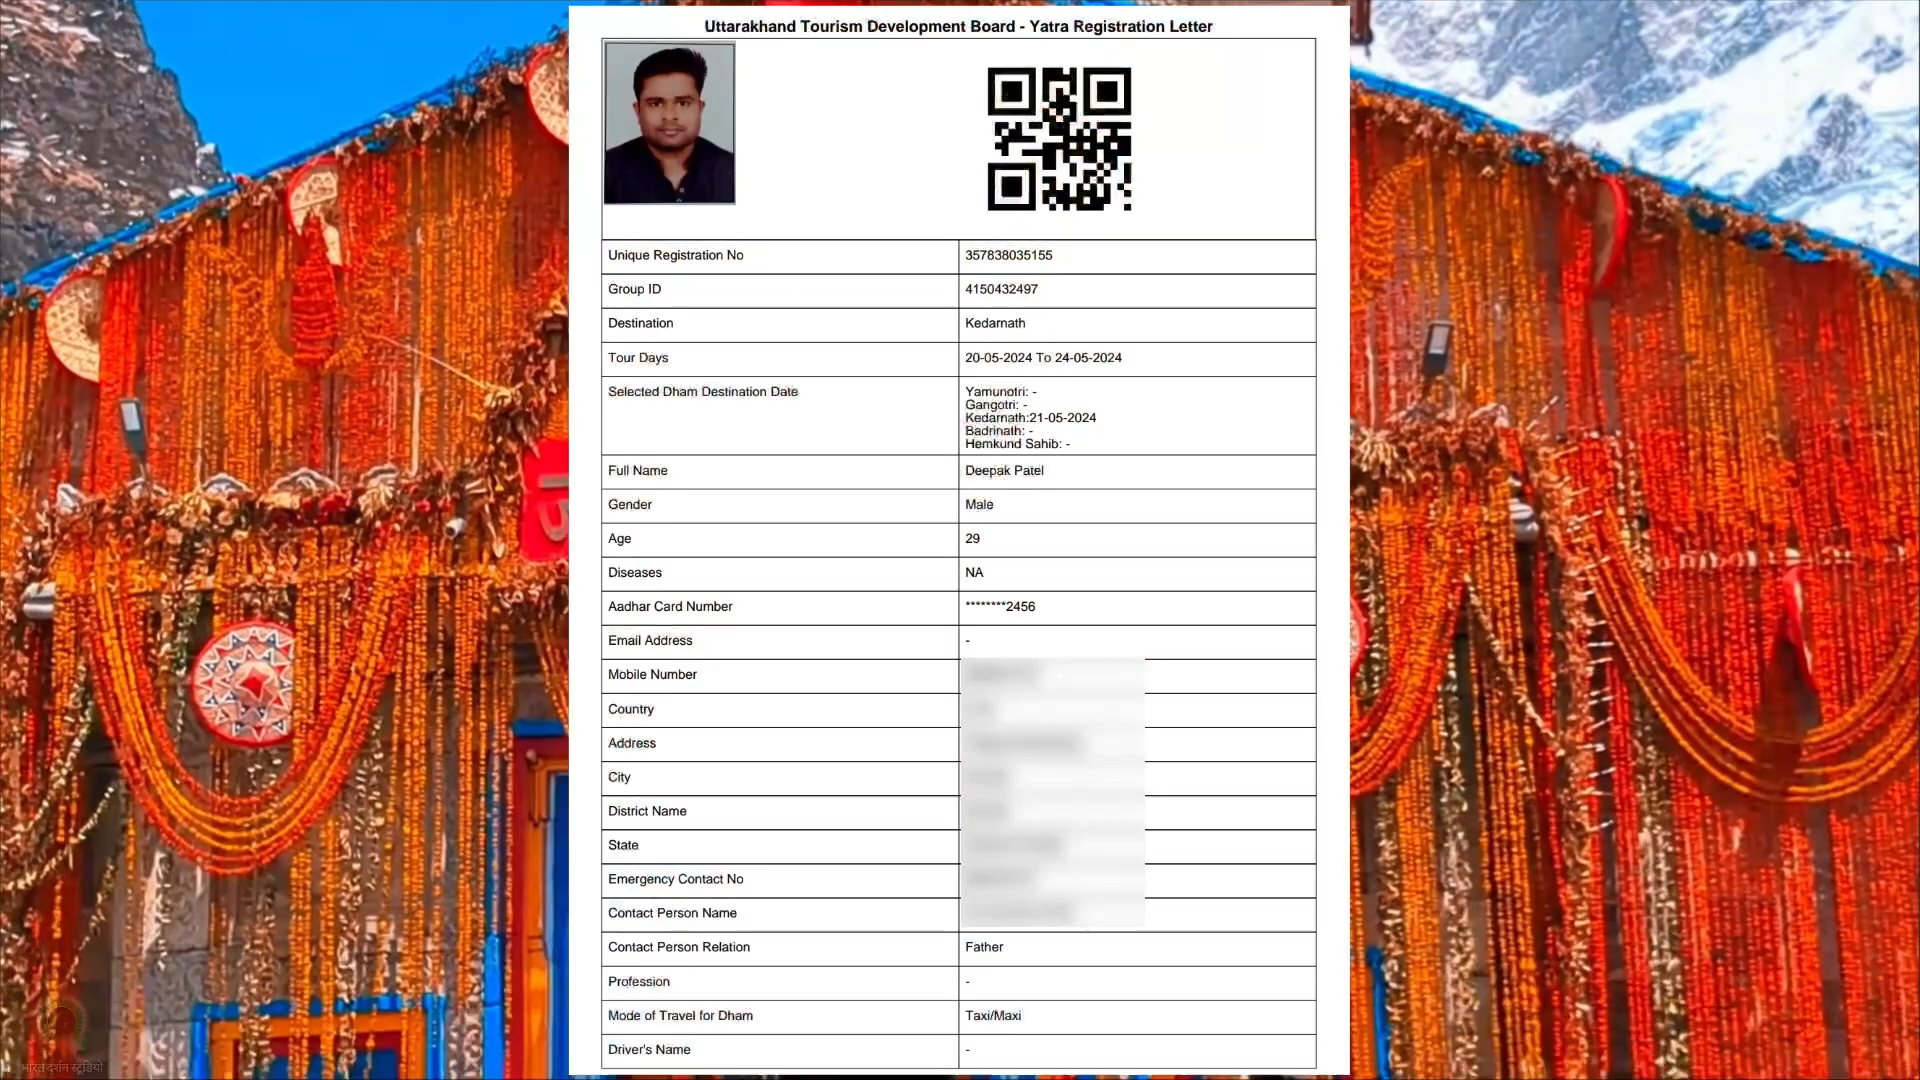 Uttarakhand Tourism Development Board - Yatra Registration Letter
Unique Registration No 357838035155
Group ID 4150432497
Destination Kedarnath
Tour Days 20-05-2024 To 24-05-2024
Selected Dham Destination Date Yamunotri: -
Gangotri: -
Kedarnath:21-05-2024
Badrinath: -
Hemkund Sahib: -
Full Name Deepak Patel
Gender Male
Age 29
Diseases NA
Aadhar Card Number ********2456
Email Address -
Mobile Number
Country
Address
City
District Name
State
Emergency Contact No
Contact Person Name
Contact Person Relation Father
Profession -
Mode of Travel for Dham Taxi/Maxi
Driver's Name -
भारत दर्शन स्टूडियो